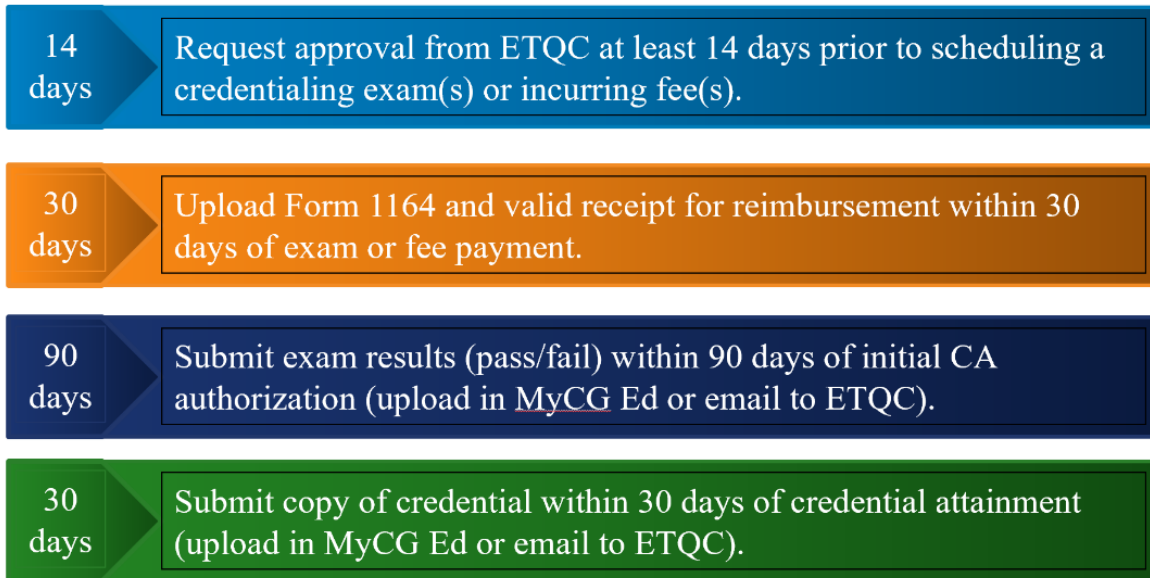 14
days
Request approval from ETQC at least 14 days prior to scheduling a
credentialing exam(s) or incurring fee(s).
30
days
Upload Form 1164 and valid receipt for reimbursement within 30
days of exam or fee payment.
90
days
Submit exam results (pass/fail) within 90 days of initial CA
authorization (upload in MyCG Ed or email to ETQC).
30
days
Submit copy of credential within 30 days of credential attainment
(upload in MyCG Ed or email to ETQC).